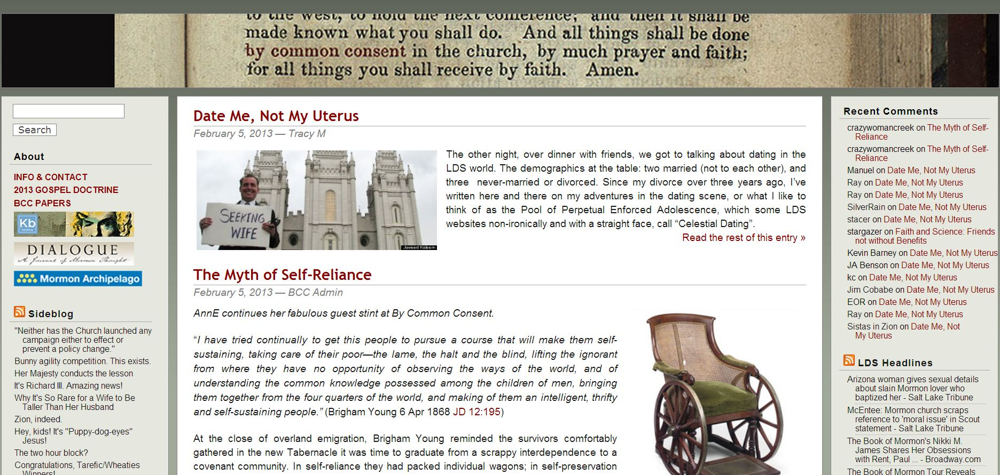 to the west, to hold the next conference; and then it shall be
made known what you shall do. And all things shall be done
by common consent in the church, by much prayer and faith;
for all things you shall receive by faith. Amen.
Search
About
INFO & CONTACT
2013 GOSPEL DOCTRINE
BCC PAPERS
Kb
DIALOGUE
A Journal of Mormon Thought
Mormon Archipelago
Sideblog
"Neither has the Church launched any
campaign either to effect or
prevent a policy change."
Bunny agility competition. This exists.
Her Majesty conducts the lesson
It's Richard III. Amazing news!
Why It's So Rare for a Wife to Be
Taller Than Her Husband
Zion, indeed.
Hey, kids! It's "Puppy-dog-eyes"
Jesus!
The two hour block?
Congratulations, Tarefic/Wheaties
Winners!
Date Me, Not My Uterus
February 5, 2013 — Tracy M
SEEKING
WIFE
Jaweed Kaleem
The other night, over dinner with friends, we got to talking about dating in the
LDS world. The demographics at the table: two married (not to each other), and
three never-married or divorced. Since my divorce over three years ago, I’ve
written here and there on my adventures in the dating scene, or what I like to
think of as the Pool of Perpetual Enforced Adolescence, which some LDS
websites non-ironically and with a straight face, call “Celestial Dating”.
Read the rest of this entry »
The Myth of Self-Reliance
February 5, 2013 — BCC Admin
AnnE continues her fabulous guest stint at By Common Consent.
“I have tried continually to get this people to pursue a course that will make them self-
sustaining, taking care of their poor—the lame, the halt and the blind, lifting the ignorant
from where they have no opportunity of observing the ways of the world, and of
understanding the common knowledge possessed among the children of men, bringing
them together from the four quarters of the world, and making of them an intelligent, thrifty
and self-sustaining people.” (Brigham Young 6 Apr 1868 JD 12:195)
At the close of overland emigration, Brigham Young reminded the survivors comfortably
gathered in the new Tabernacle it was time to graduate from a scrappy interdependence to a
covenant community. In self-reliance they had packed individual wagons; in self-preservation
Recent Comments
crazywomancreek on The Myth of Self-
Reliance
crazywomancreek on The Myth of Self-
Reliance
Manuel on Date Me, Not My Uterus
Ray on Date Me, Not My Uterus
Ray on Date Me, Not My Uterus
SilverRain on Date Me, Not My Uterus
stacer on Date Me, Not My Uterus
stargazer on Faith and Science: Friends
not without Benefits
Kevin Barney on Date Me, Not My Uterus
JA Benson on Date Me, Not My Uterus
kc on Date Me, Not My Uterus
Jim Cobabe on Date Me, Not My Uterus
EOR on Date Me, Not My Uterus
Ray on Date Me, Not My Uterus
Sistas in Zion on Date Me, Not
My Uterus
LDS Headlines
Arizona woman gives sexual details
about slain Mormon lover who
baptized her - Salt Lake Tribune
McEntee: Mormon church scraps
reference to 'moral issue' in Scout
statement - Salt Lake Tribune
The Book of Mormon's Nikki M.
James Shares Her Obsessions
with Rent, Paul ... - Broadway.com
The Book of Mormon Tour Reveals